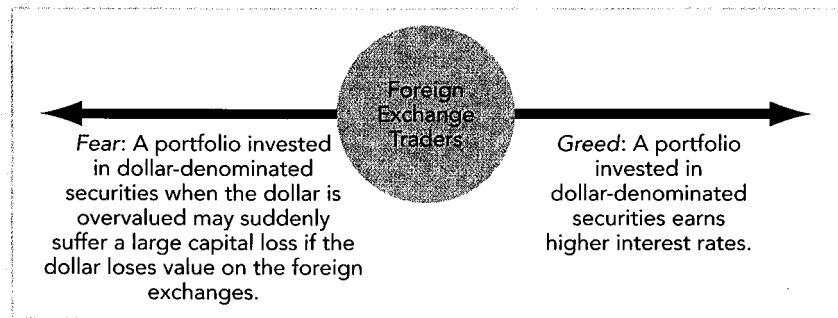 Foreign
Exchange
Traders
Fear: A portfolio invested
in dollar-denominated
securities when the dollar is
overvalued may suddenly
suffer a large capital loss if the
dollar loses value on the foreign
exchanges.
Greed: A portfolio
invested in
dollar-denominated
securities earns
higher interest rates.